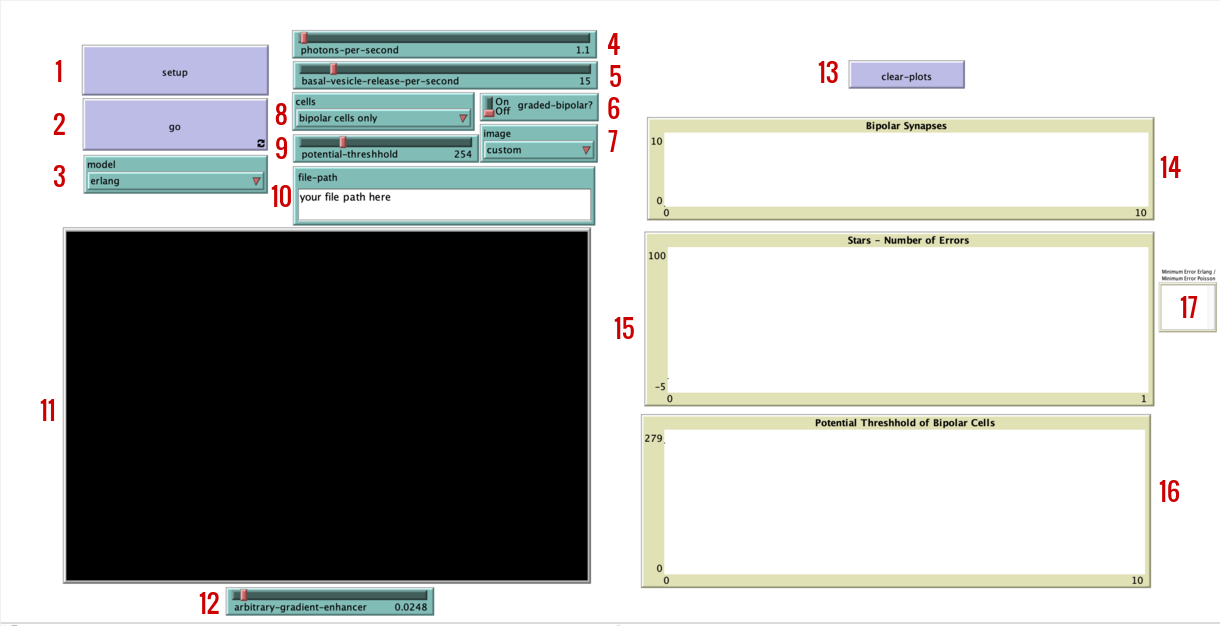 1
setup
2
go
3
model
erlang
4
photons-per-second 1.1
5
basal-vesicle-release-per-second 15
6
On
Off
graded-bipolar?
7
image
custom
8
cells
bipolar cells only
9
potential-threshhold 254
10
file-path
your file path here
11
12
arbitrary-gradient-enhancer 0.0248
13
clear-plots
14
Bipolar Synapses
10
0
0 10
15
Stars - Number of Errors
100
-5
0 1
16
Potential Threshhold of Bipolar Cells
279
0
0 10
Minimum Error Erlang /
Minimum Error Poisson
17